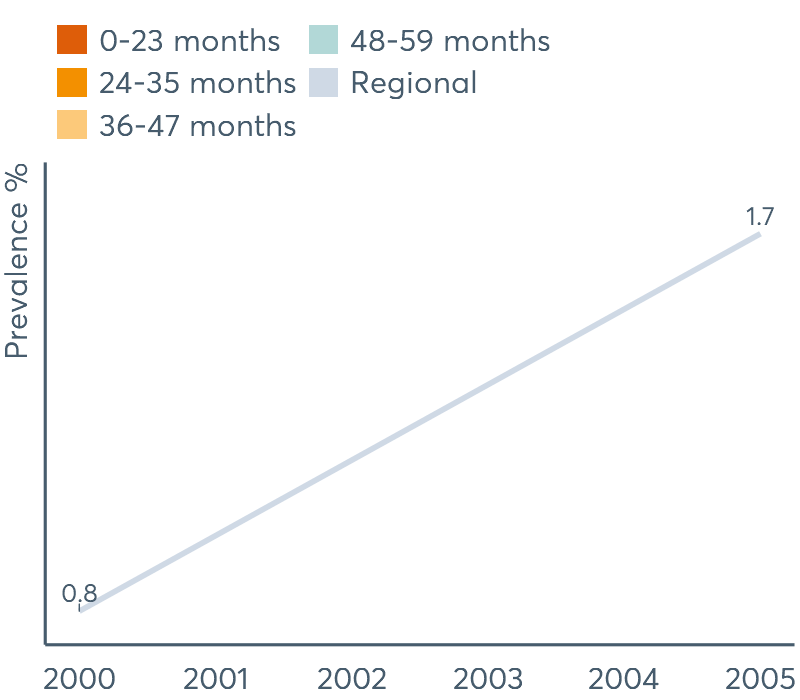 0-23 months
48-59 months
24-35 months
Regional
36-47 months
Prevalence %
1.7
0.8
2000 2001 2002 2003 2004 2005